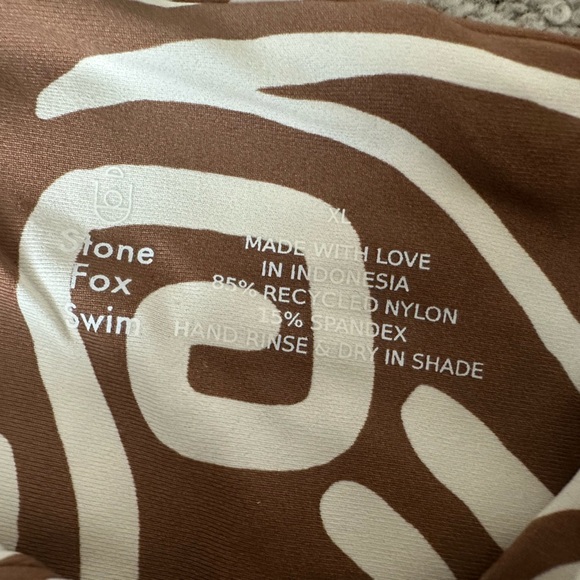 Stone
Fox
Swim
XL
MADE WITH LOVE
IN INDONESIA
85% RECYCLED NYLON
15% SPANDEX
HAND RINSE & DRY IN SHADE